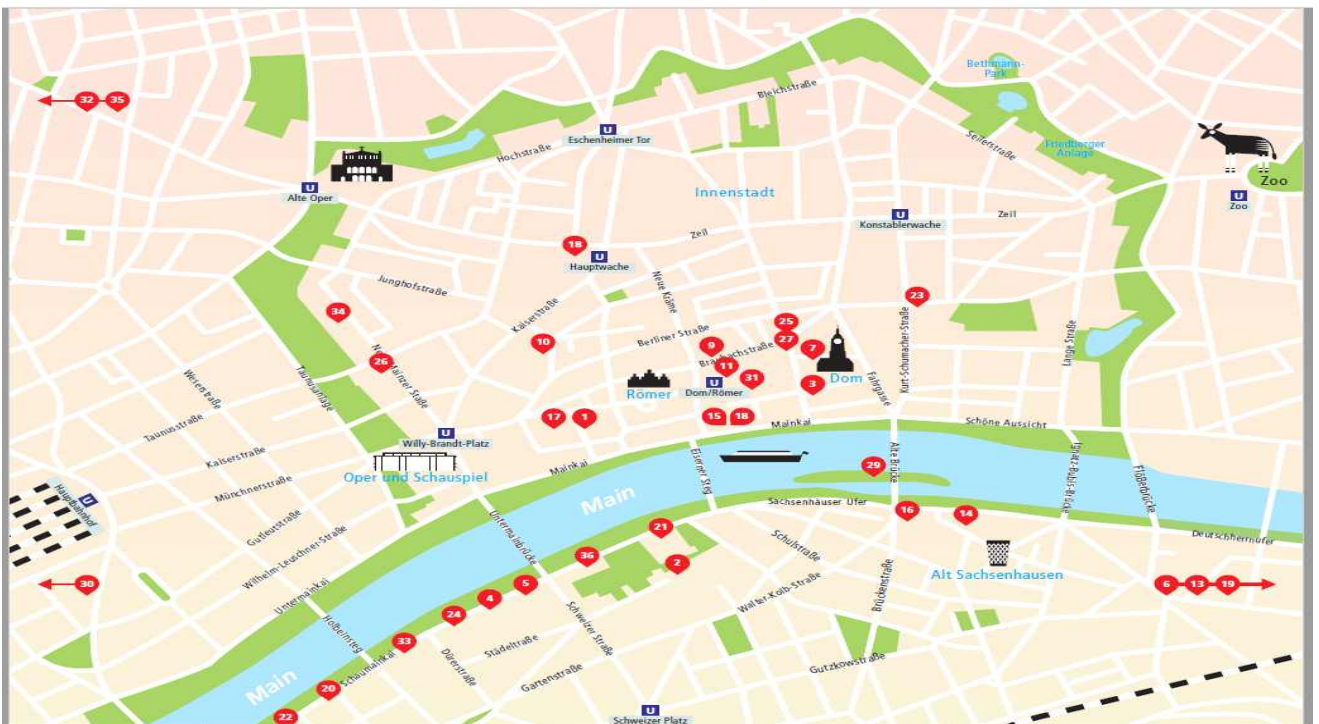 Bethmann-
Park
Bleichstraße
32 35
U
Eschenheimer Tor
Seilerstraße
Friedberger
Anlage
Hochstraße
Zoo
U
Alte Oper
Innenstadt
U
Zoo
U
Konstablerwache
Zeil
Zeil
18
U
Hauptwache
Junghofstraße
Neue Kräme
23
34
Kaiserstraße
25
Berliner Straße
27
7
10
9
Braubachstraße
Kurt-Schumacher-Straße
Lange Straße
26
Neue Mainzer Staße
11
31
Dom
3
Fahrgasse
Römer
U
Dom/Römer
Weserstraße
Taunusanlage
Taunusstraße
17 1
15 18
Mainkai
Schöne Aussicht
U
Willy-Brandt-Platz
Kaiserstraße
Oper und Schauspiel
Mainkai
Eiserner Steg
29
Alte Brücke
Ignatz-Bubis-Brücke
Flößerbrücke
Münchnerstraße
U
Hauptbahnhof
Main
Sachsenhäuser Ufer
16
14
Gutleutstraße
Untermainbrücke
21
Schulstraße
Deutschherrnufer
Wilhelm-Leuschner-Straße
36
2
Alt Sachsenhausen
30
5
6 13 19
Untermainkai
4
Walter-Kolb-Straße
Brückenstraße
24
Schweizer Straße
Holbeinsteg
33
Städelstraße
Schaumainkai
Dürerstraße
Gartenstraße
Gutzkowstraße
20
Main
22
U
Schweizer Platz